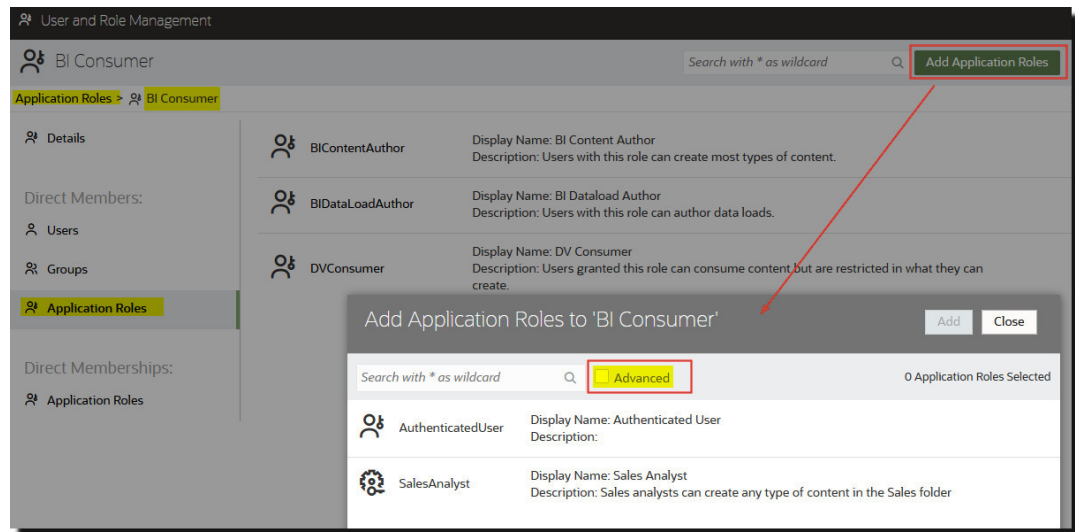 User and Role Management
BI Consumer
Search with * as wildcard
Add Application Roles
Application Roles > BI Consumer
Details
Direct Members:
Users
Groups
Application Roles
Direct Memberships:
Application Roles
BIContentAuthor
Display Name: BI Content Author
Description: Users with this role can create most types of content.
BIDataLoadAuthor
Display Name: BI Dataload Author
Description: Users with this role can author data loads.
DVConsumer
Display Name: DV Consumer
Description: Users granted this role can consume content but are restricted in what they can
create.
Add Application Roles to 'BI Consumer'
Add
Close
Search with * as wildcard
Advanced
0 Application Roles Selected
AuthenticatedUser
Display Name: Authenticated User
Description:
SalesAnalyst
Display Name: Sales Analyst
Description: Sales analysts can create any type of content in the Sales folder